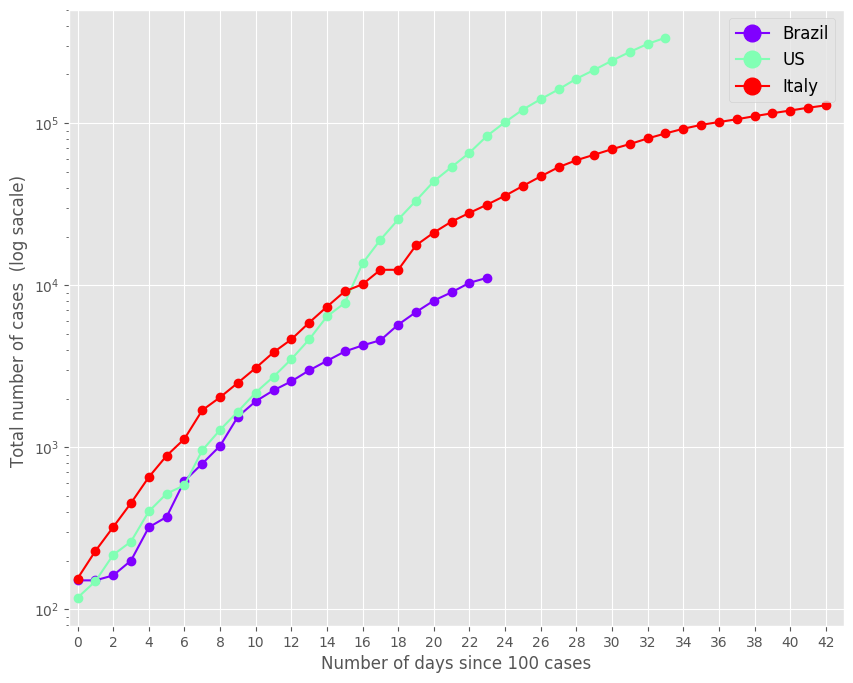 Brazil
US
Italy
10^5
10^4
10^3
10^2
Total number of cases  (log sacale)
0 2 4 6 8 10 12 14 16 18 20 22 24 26 28 30 32 34 36 38 40 42
Number of days since 100 cases